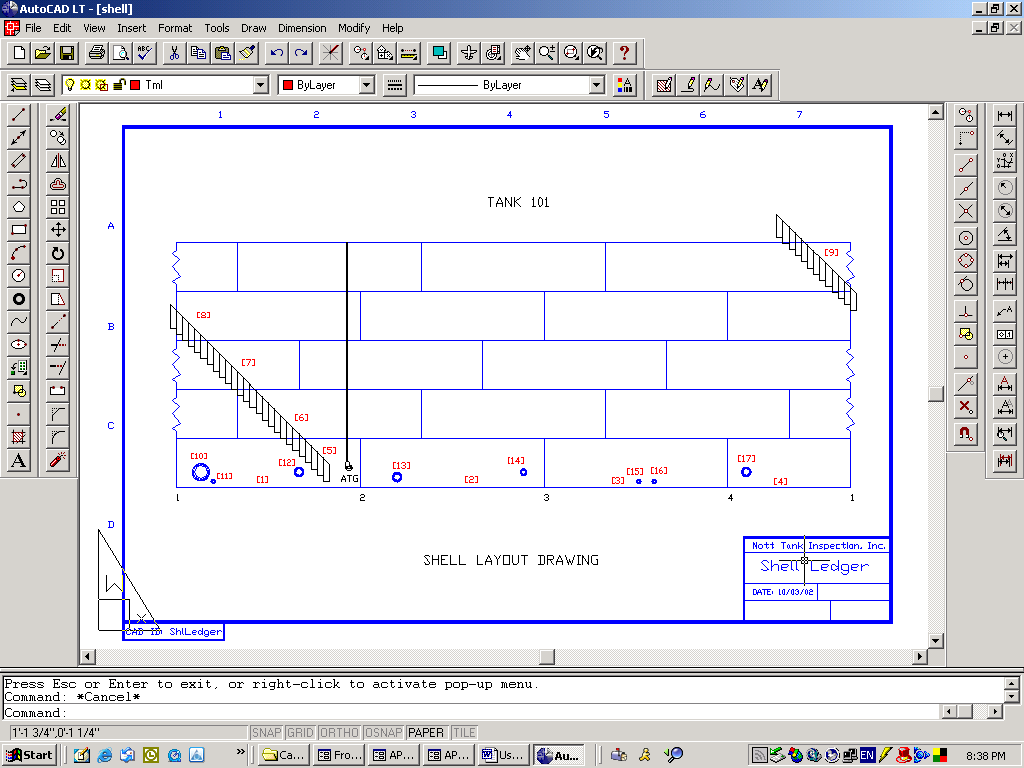 AutoCAD LT - [shell]
File Edit View Insert Format Tools Draw Dimension Modify Help
ABC
Tml ByLayer ByLayer
1 2 3 4 5 6 7
TANK 101
A
[9]
[8]
B
[7]
[6]
C
[5]
[10] [11] [1] [12] ATG [13] [2] [14] [3] [15] [16] [17] [4]
1 2 3 4 1
D
SHELL LAYOUT DRAWING
Nott Tank Inspection, Inc.
Shell Ledger
DATE: 10/03/02
W
X
CAD ID ShlLedger
Press Esc or Enter to exit, or right-click to activate pop-up menu.
Command: *Cancel*
Command:
1'-1 3/4",0'-1 1/4" SNAP GRID ORTHO OSNAP PAPER TILE
Start Ca... Fro... AP... AP... Us... Au... EN 8:38 PM